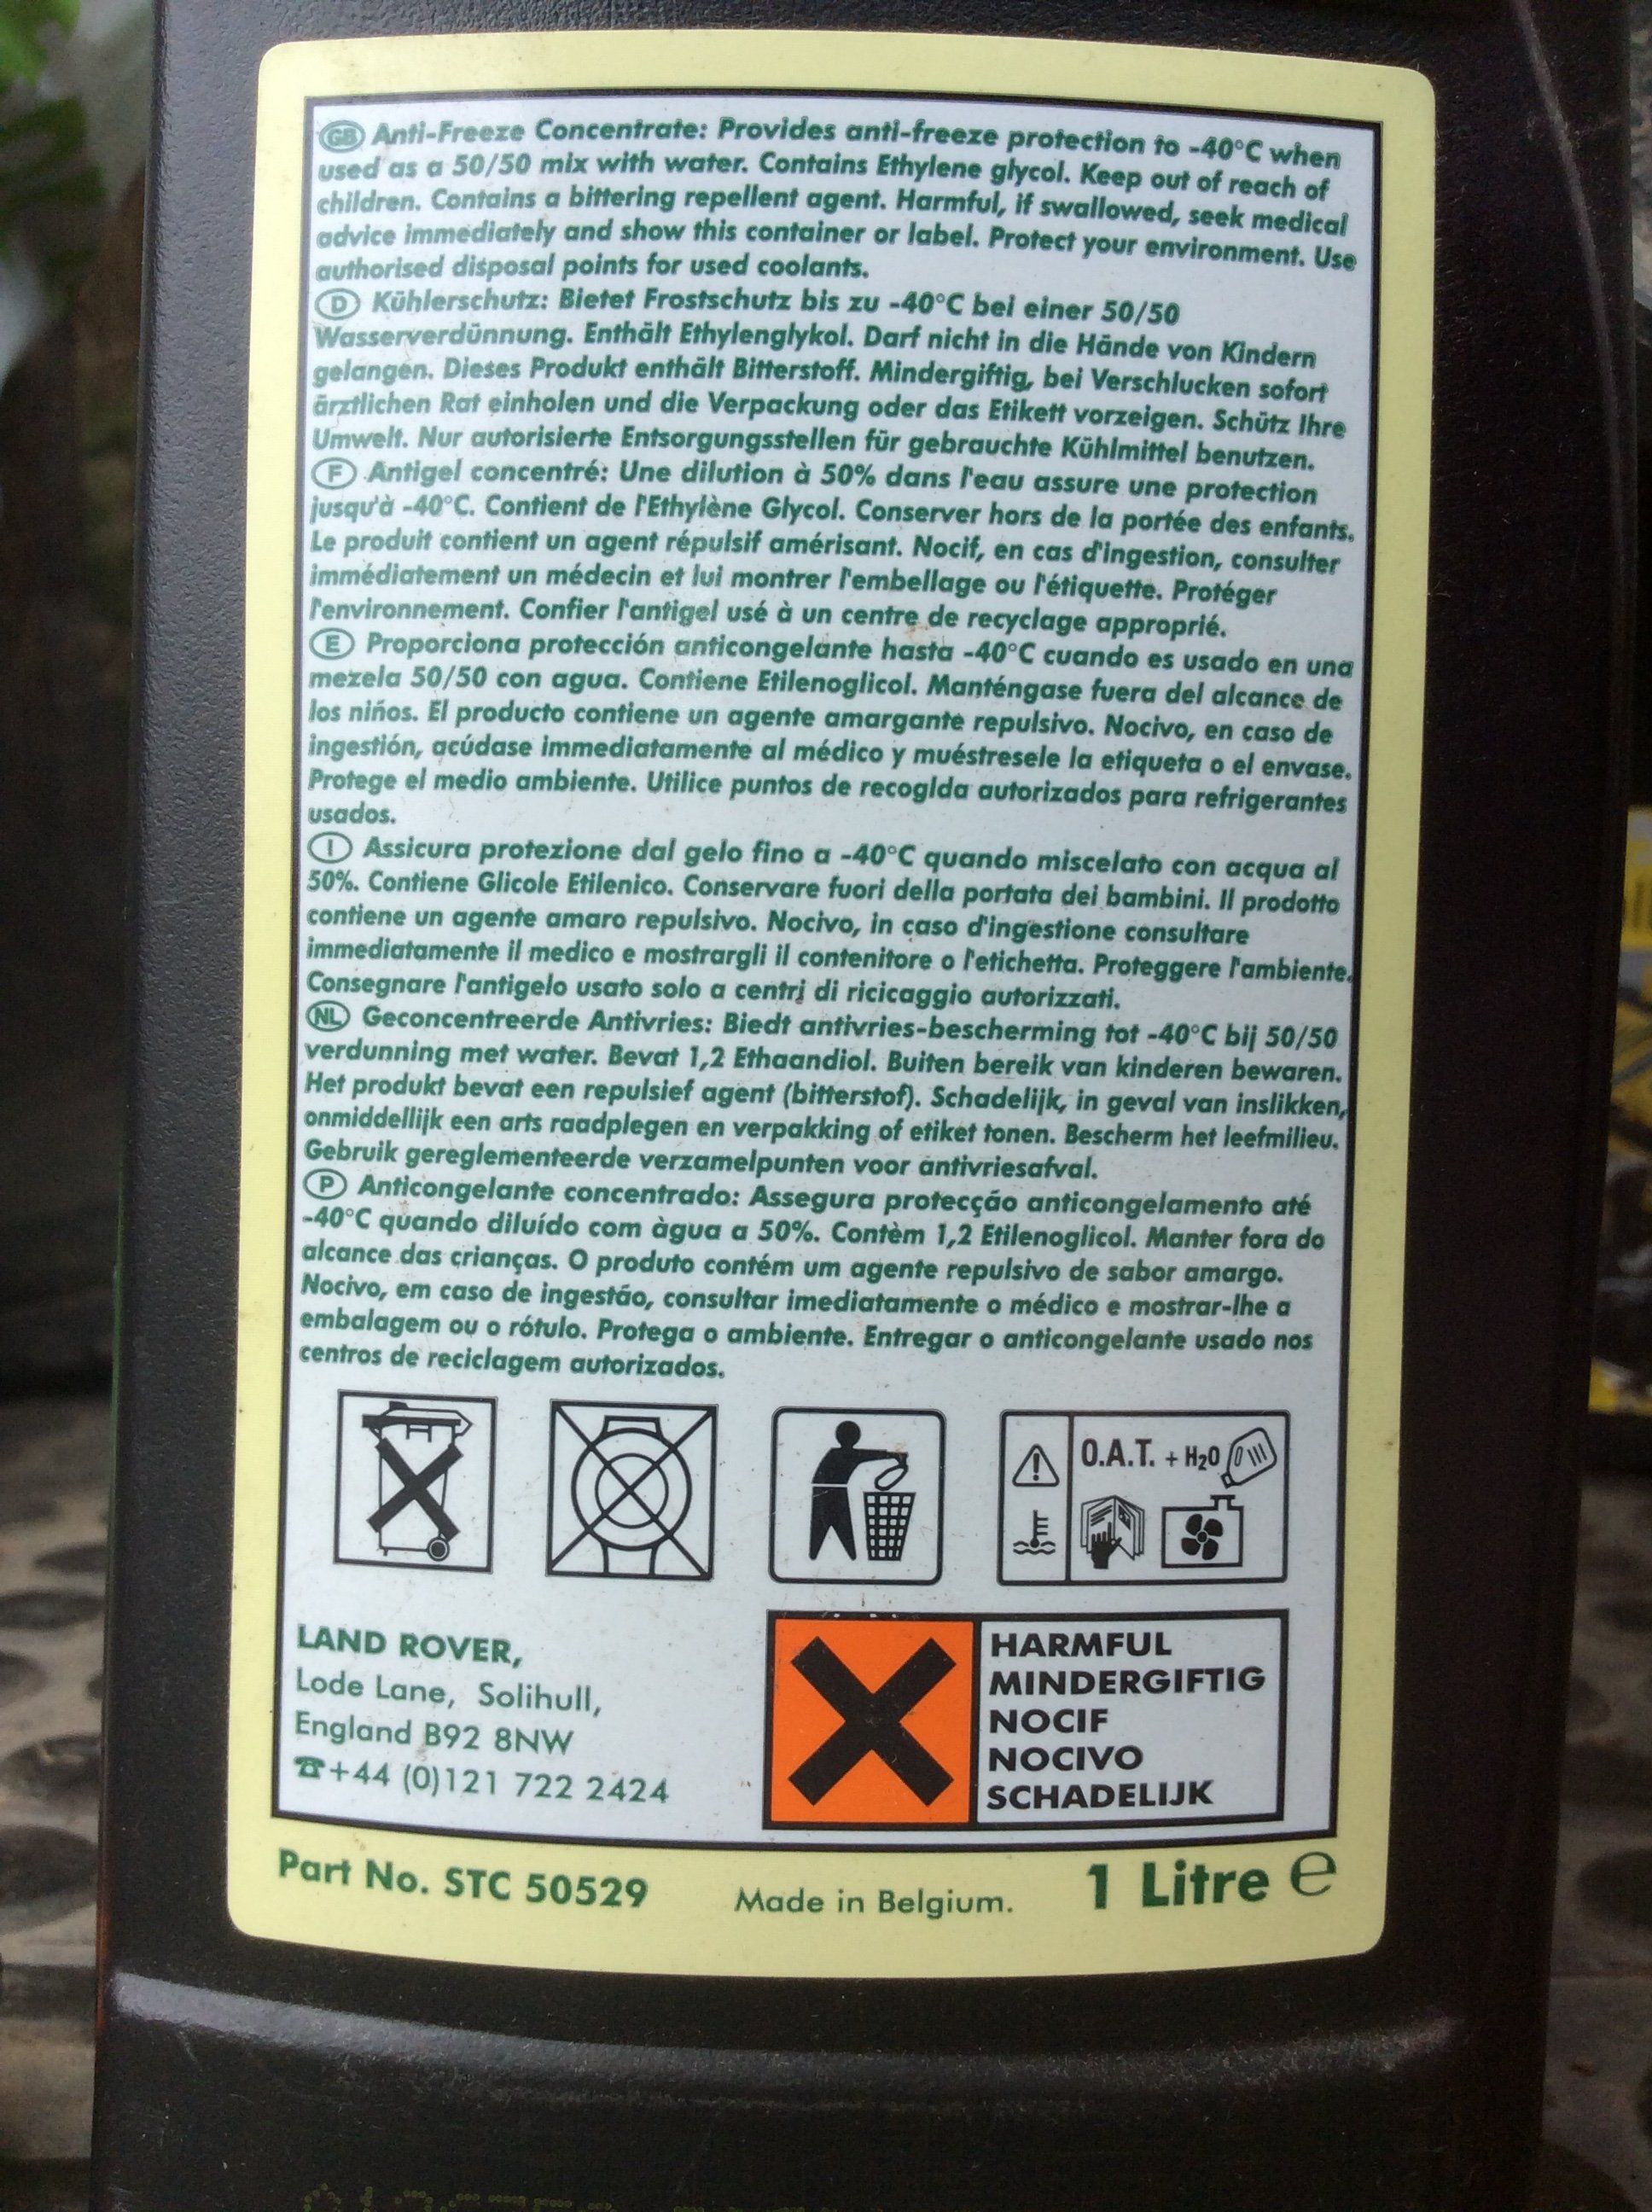 GB Anti-Freeze Concentrate: Provides anti-freeze protection to -40°C when
used as a 50/50 mix with water. Contains Ethylene glycol. Keep out of reach of
children. Contains a bittering repellent agent. Harmful, if swallowed, seek medical
advice immediately and show this container or label. Protect your environment. Use
authorised disposal points for used coolants.
D Kühlerschutz: Bietet Frostschutz bis zu -40°C bei einer 50/50
Wasserverdünnung. Enthält Ethylenglykol. Darf nicht in die Hände von Kindern
gelangen. Dieses Produkt enthält Bitterstoff. Mindergiftig, bei Verschlucken sofort
ärztlichen Rat einholen und die Verpackung oder das Etikett vorzeigen. Schütz Ihre
Umwelt. Nur autorisierte Entsorgungsstellen für gebrauchte Kühlmittel benutzen.
F Antigel concentré: Une dilution à 50% dans l'eau assure une protection
jusqu'à -40°C. Contient de l'Ethylène Glycol. Conserver hors de la portée des enfants.
Le produit contient un agent répulsif amérisant. Nocif, en cas d'ingestion, consulter
immédiatement un médecin et lui montrer l'embellage ou l'étiquette. Protéger
l'environnement. Confier l'antigel usé à un centre de recyclage approprié.
E Proporciona protección anticongelante hasta -40°C cuando es usado en una
mezela 50/50 con agua. Contiene Etilenoglicol. Manténgase fuera del alcance de
los niños. El producto contiene un agente amargante repulsivo. Nocivo, en caso de
ingestión, acúdase immediatamente al médico y muéstresele la etiqueta o el envase.
Protege el medio ambiente. Utilice puntos de recoglda autorizados para refrigerantes
usados.
I Assicura protezione dal gelo fino a -40°C quando miscelato con acqua al
50%. Contiene Glicole Etilenico. Conservare fuori della portata dei bambini. Il prodotto
contiene un agente amaro repulsivo. Nocivo, in caso d'ingestione consultare
immediatamente il medico e mostrargli il contenitore o l'etichetta. Proteggere l'ambiente.
Consegnare l'antigelo usato solo a centri di ricicaggio autorizzati.
NL Geconcentreerde Antivries: Biedt antivries-bescherming tot -40°C bij 50/50
verdunning met water. Bevat 1,2 Ethaandiol. Buiten bereik van kinderen bewaren.
Het produkt bevat een repulsief agent (bitterstof). Schadelijk, in geval van inslikken,
onmiddellijk een arts raadplegen en verpakking of etiket tonen. Bescherm het leefmilieu.
Gebruik gereglementeerde verzamelpunten voor antivriesafval.
P Anticongelante concentrado: Assegura protecção anticongelamento até
-40°C quando diluído com àgua a 50%. Contèm 1,2 Etilenoglicol. Manter fora do
alcance das crianças. O produto contém um agente repulsivo de sabor amargo.
Nocivo, em caso de ingestão, consultar imediatamente o médico e mostrar-lhe a
embalagem ou o rótulo. Protega o ambiente. Entregar o anticongelante usado nos
centros de reciclagem autorizados.
O.A.T. + H₂O
LAND ROVER,
Lode Lane, Solihull,
England B92 8NW
☎+44 (0)121 722 2424
HARMFUL
MINDERGIFTIG
NOCIF
NOCIVO
SCHADELIJK
Part No. STC 50529
Made in Belgium.
1 Litre e